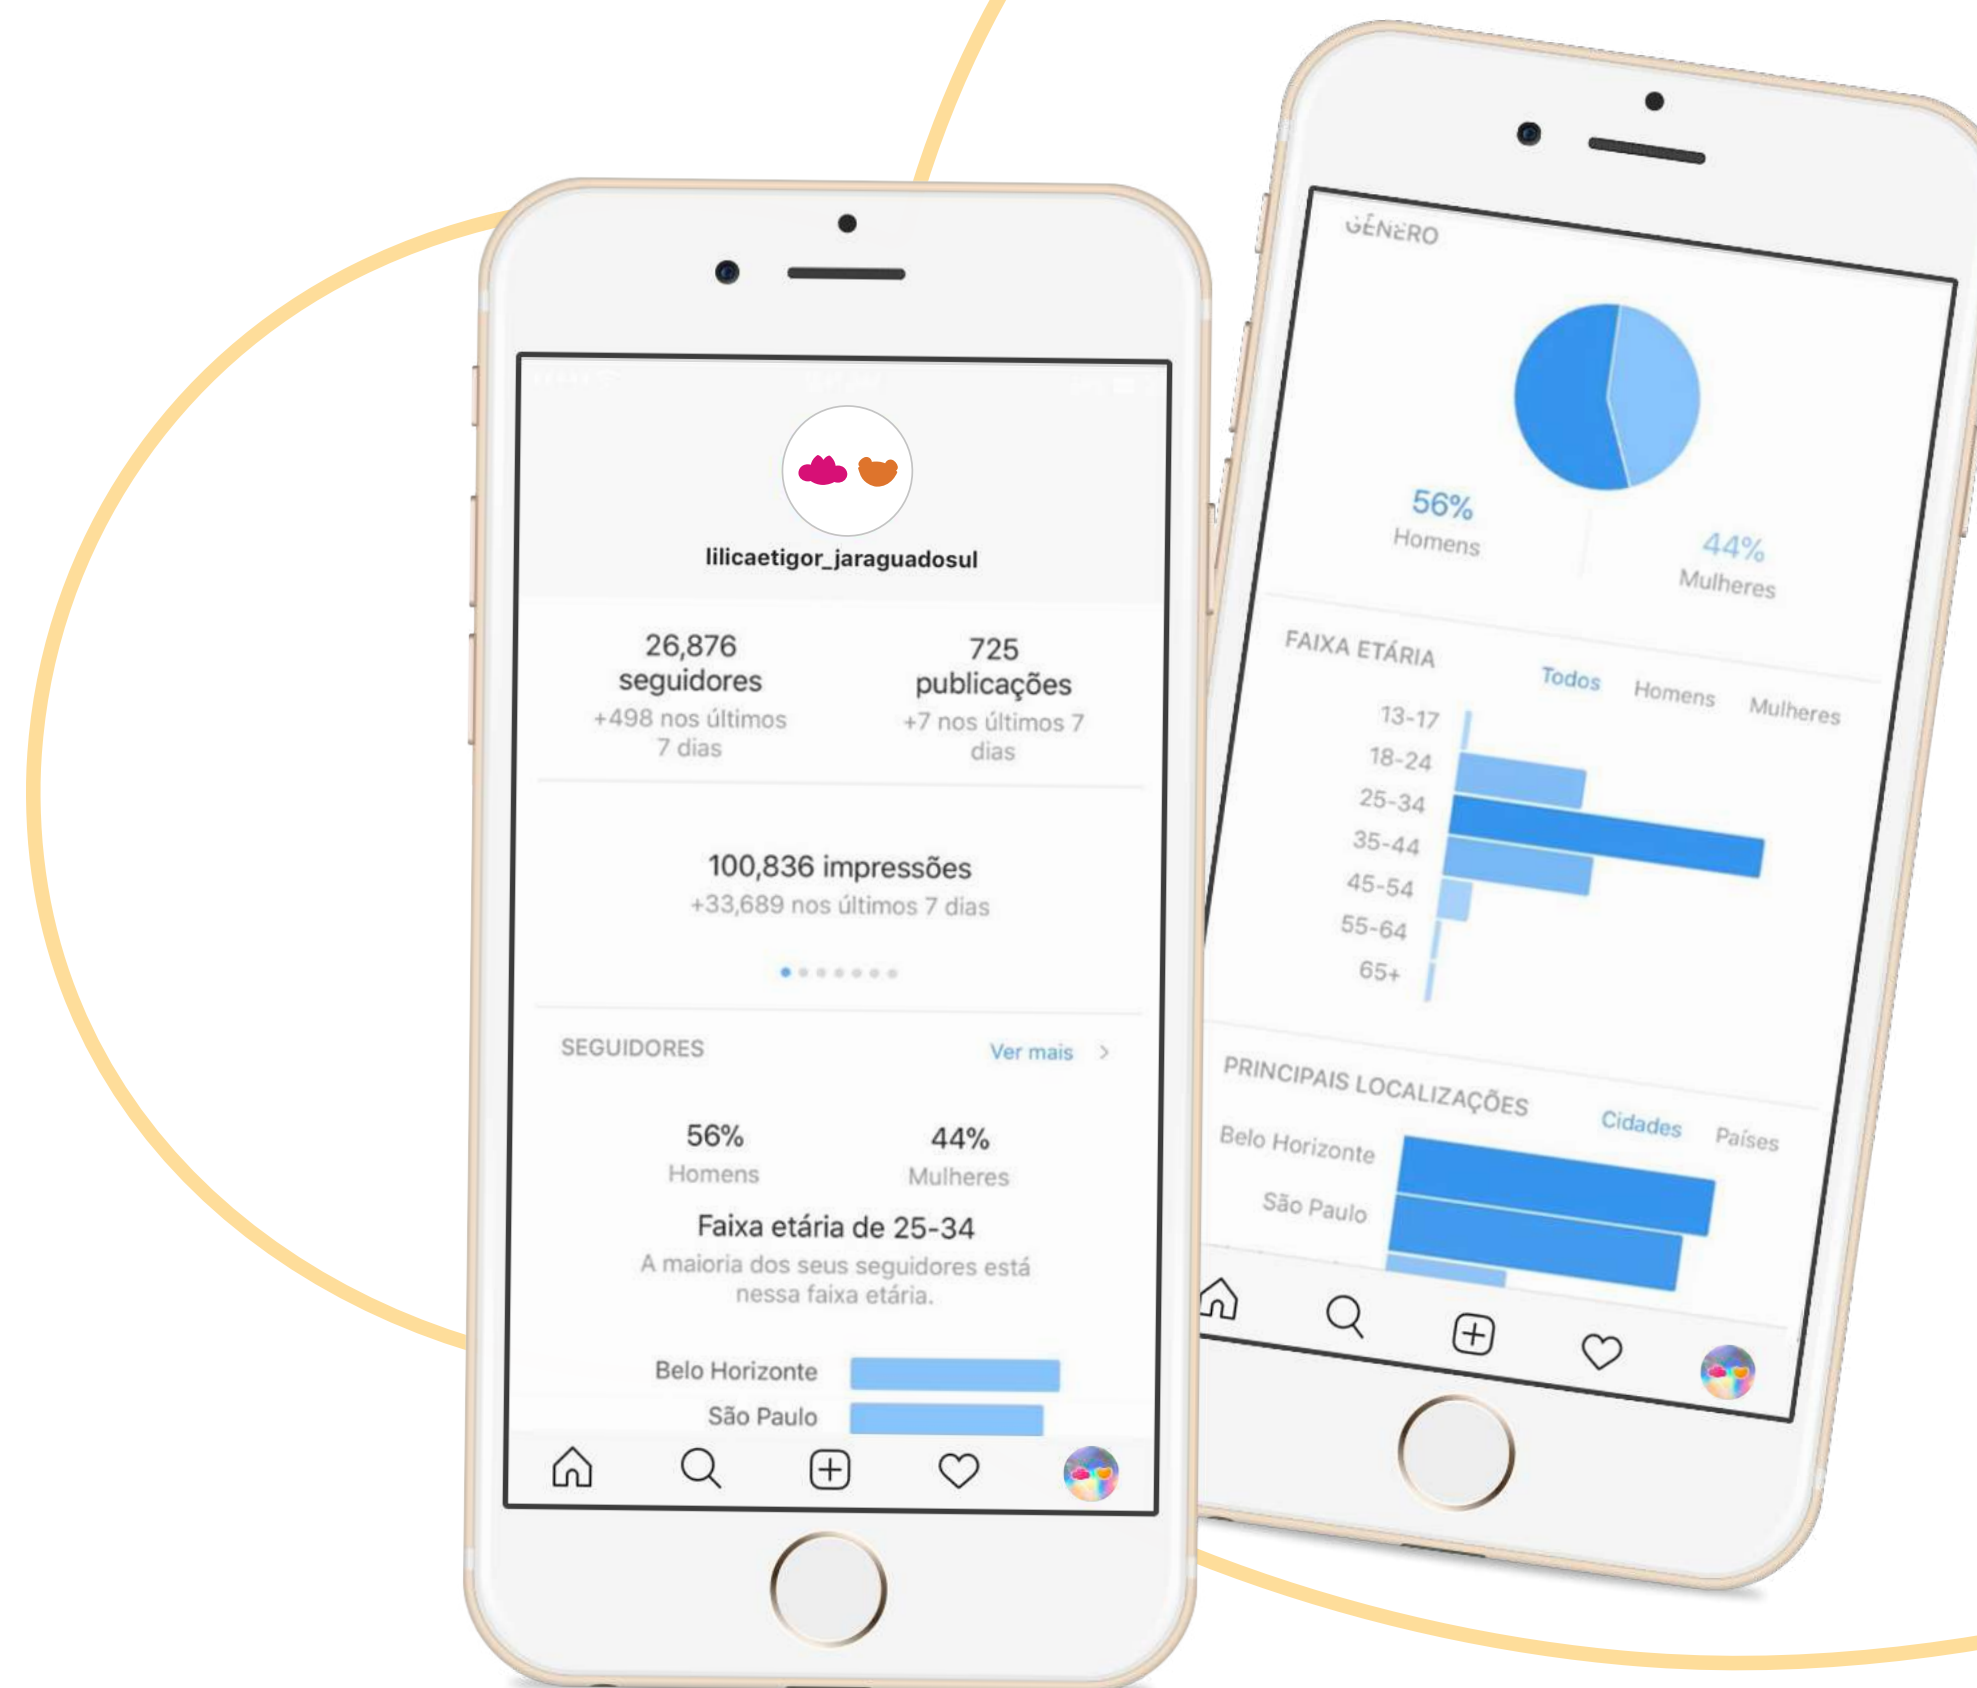 lilicaetigor_jaraguadosul
26,876
seguidores
+498 nos últimos
7 dias
725
publicações
+7 nos últimos 7
dias
100,836 impressões
+33,689 nos últimos 7 dias
SEGUIDORES
Ver mais
56%
Homens
44%
Mulheres
Faixa etária de 25-34
A maioria dos seus seguidores está
nessa faixa etária.
Belo Horizonte
São Paulo
GÊNERO
56%
Homens
44%
Mulheres
FAIXA ETÁRIA
Todos Homens Mulheres
13-17
18-24
25-34
35-44
45-54
55-64
65+
PRINCIPAIS LOCALIZAÇÕES
Cidades Países
Belo Horizonte
São Paulo